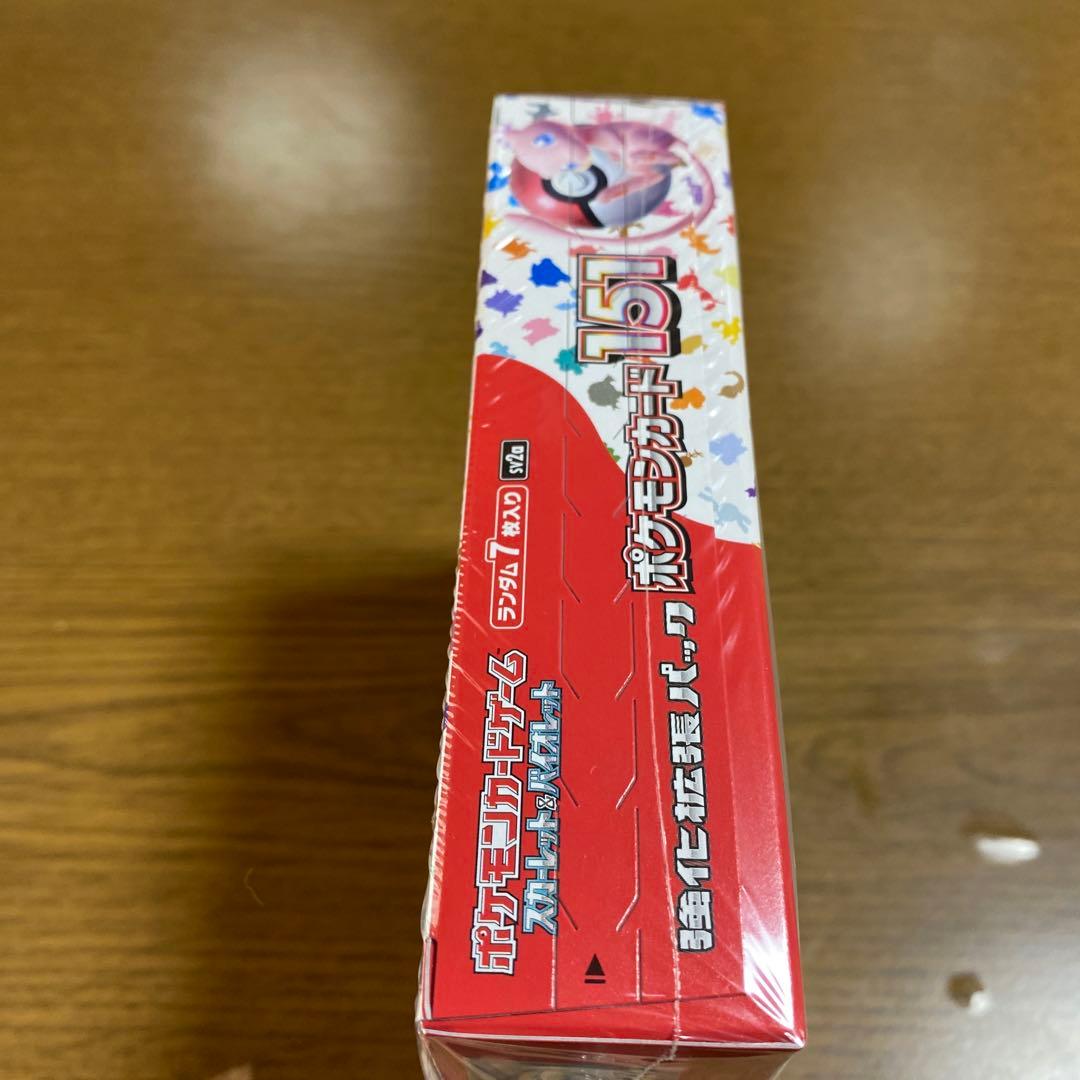 ポケモンカードゲーム™
スカーレット&バイオレット
ランダム7枚入り
sv2a
強化拡張パック
ポケモンカード151